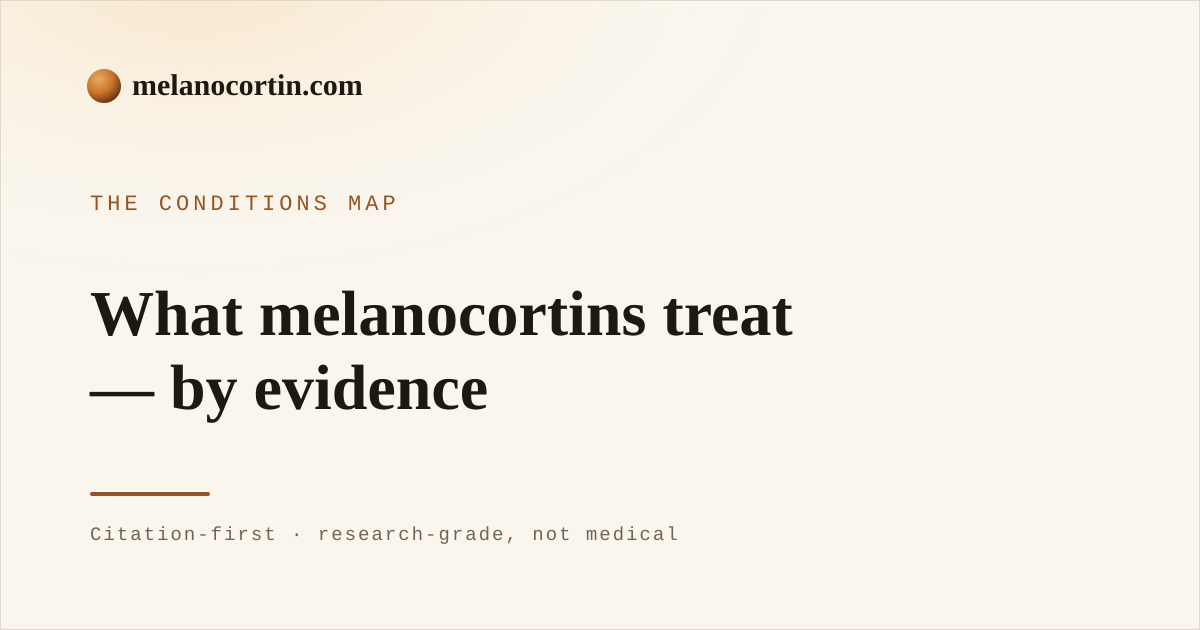 melanocortin.com
THE CONDITIONS MAP
What melanocortins treat
— by evidence
Citation-first · research-grade, not medical